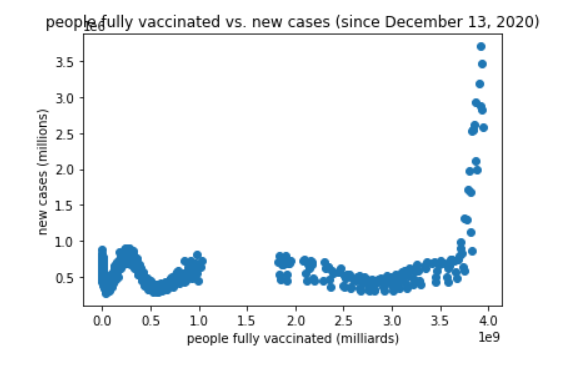 people fully vaccinated vs. new cases (since December 13, 2020)
1e6
3.5
3.0
2.5
2.0
1.5
1.0
0.5
new cases (millions)
0.0 0.5 1.0 1.5 2.0 2.5 3.0 3.5 4.0
people fully vaccinated (milliards)
1e9